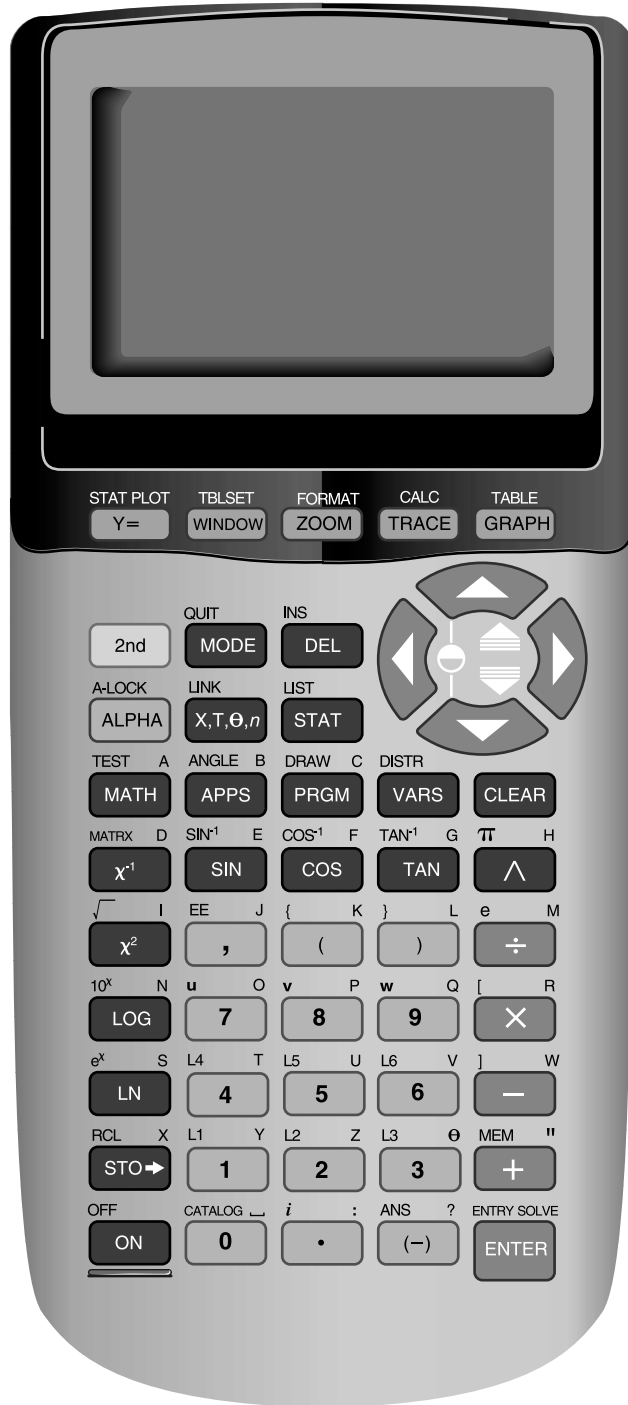 STAT PLOT TBLSET FORMAT CALC TABLE
Y= WINDOW ZOOM TRACE GRAPH
QUIT INS
2nd MODE DEL
A-LOCK LINK LIST
ALPHA X,T,Θ,n STAT
TEST A ANGLE B DRAW C DISTR
MATH APPS PRGM VARS CLEAR
MATRX D SIN⁻¹ E COS⁻¹ F TAN⁻¹ G π H
χ⁻¹ SIN COS TAN ^
√ I EE J { K } L e M
χ² , ( ) ÷
10ˣ N u O v P w Q [ R
LOG 7 8 9 ×
eˣ S L4 T L5 U L6 V ] W
LN 4 5 6 −
RCL X L1 Y L2 Z L3 Θ MEM "
STO➔ 1 2 3 +
OFF CATALOG ⎵ i : ANS ? ENTRY SOLVE
ON 0 . (−) ENTER